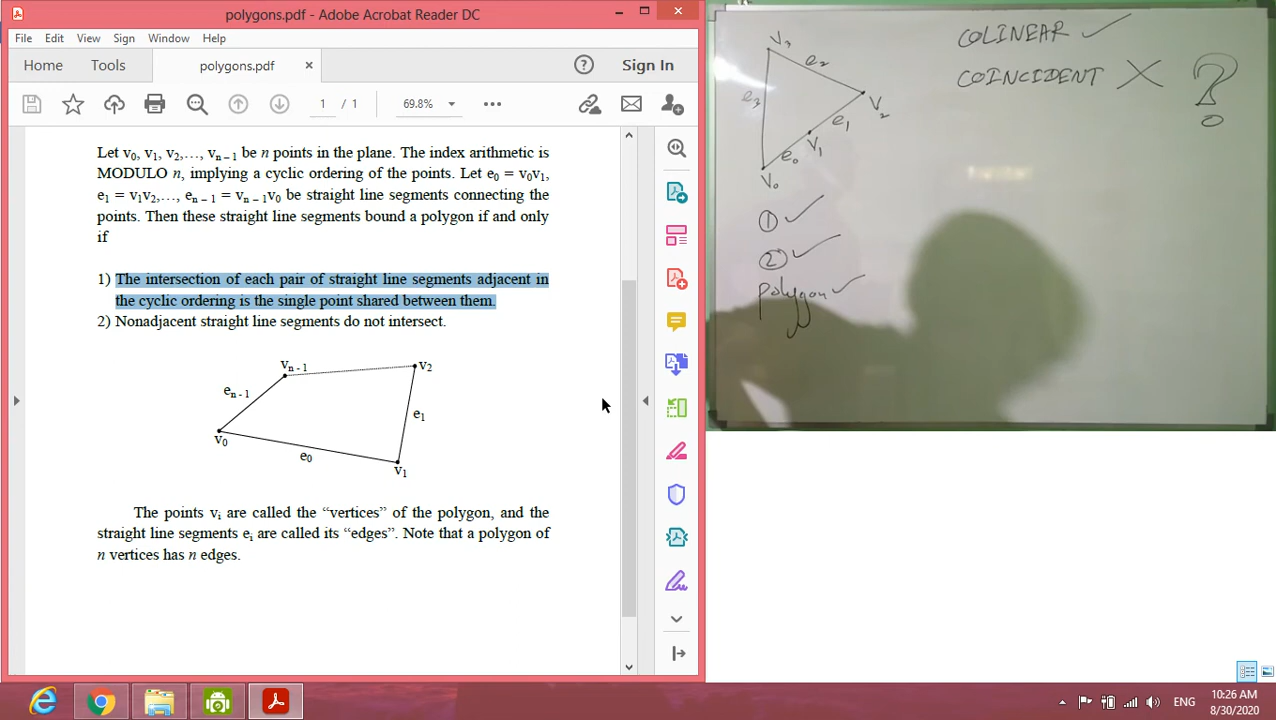 polygons.pdf - Adobe Acrobat Reader DC
File Edit View Sign Window Help
Home Tools polygons.pdf × Sign In
1 / 1 69.8%
Let v0, v1, v2,…, vn – 1 be n points in the plane. The index arithmetic is
MODULO n, implying a cyclic ordering of the points. Let e0 = v0v1,
e1 = v1v2,…, en – 1 = vn – 1v0 be straight line segments connecting the
points. Then these straight line segments bound a polygon if and only
if
1) The intersection of each pair of straight line segments adjacent in
the cyclic ordering is the single point shared between them.
2) Nonadjacent straight line segments do not intersect.
vn - 1
v2
en - 1
e1
v0
e0
v1
The points vi are called the “vertices” of the polygon, and the
straight line segments ei are called its “edges”. Note that a polygon of
n vertices has n edges.
V3
e2
e3
V2
e1
V1
e0
V0
① ✓
② ✓
polygon ✓
COLINEAR ✓
COINCIDENT ✗ ?
ENG
10:26 AM
8/30/2020